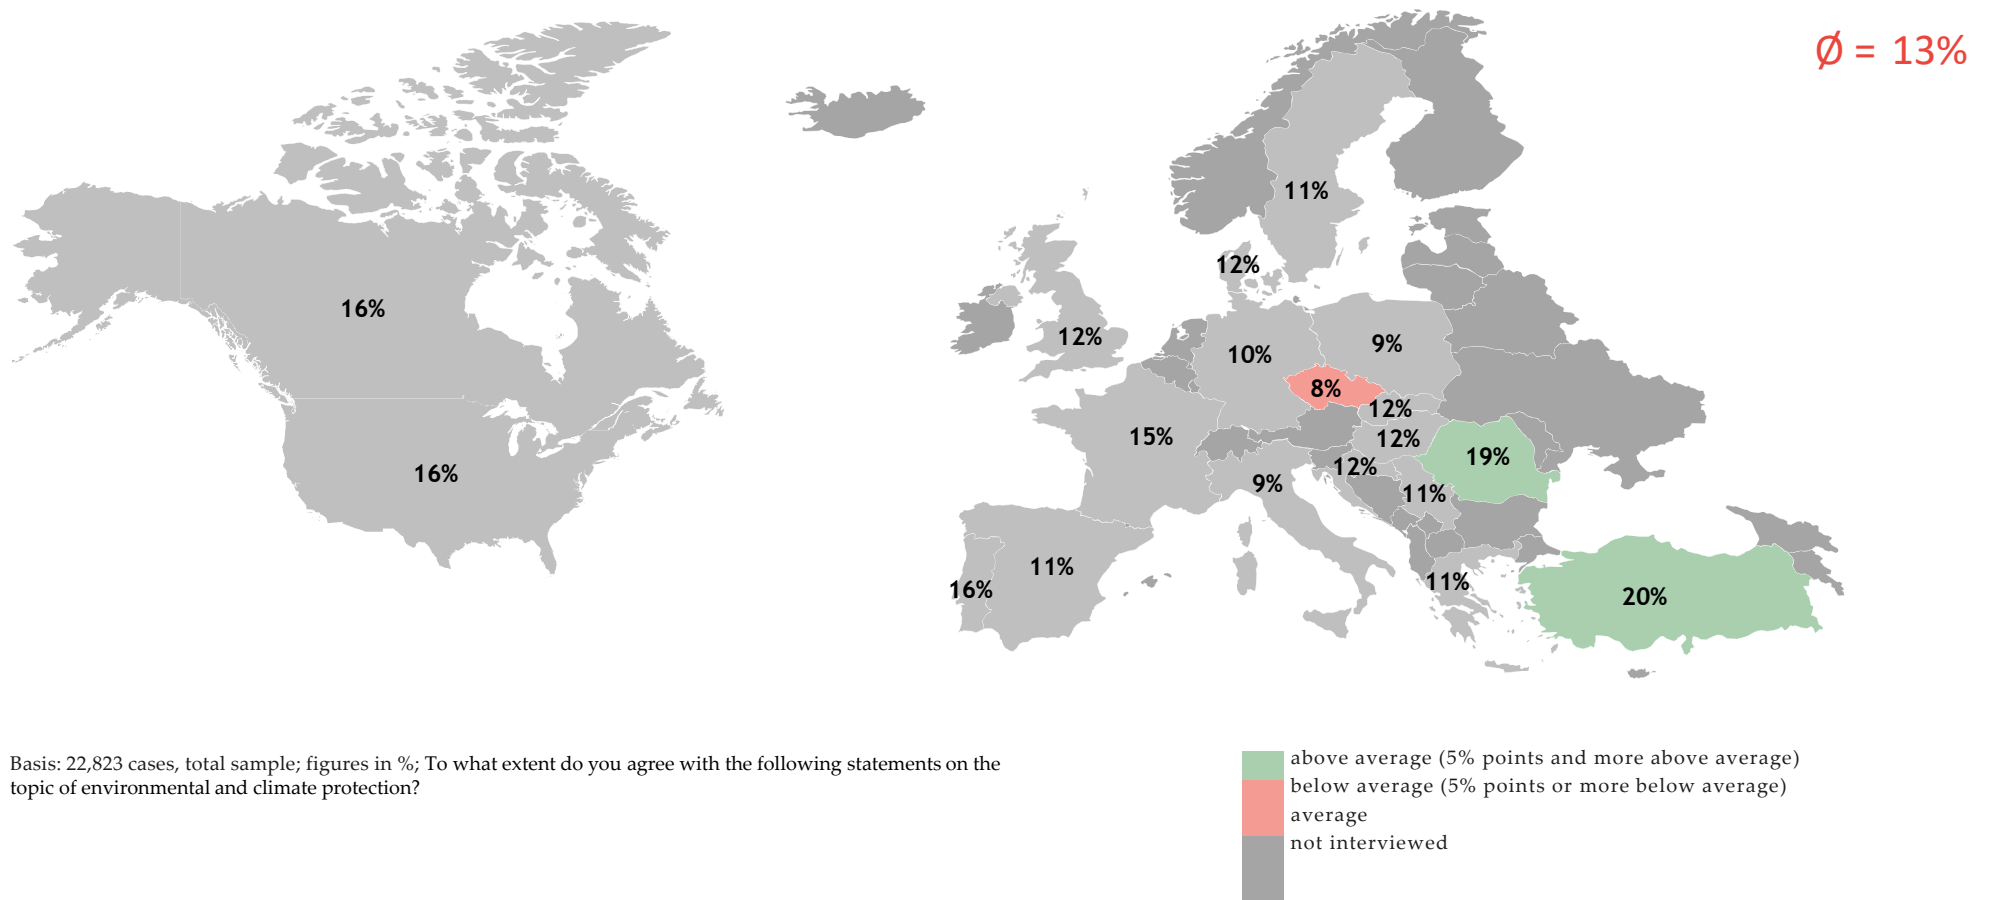 Ø = 13%
11%
12%
16%
12%
9%
10%
8%
12%
15%
12%
19%
12%
16%
9%
11%
11%
16%
11%
20%
Basis: 22,823 cases, total sample; figures in %; To what extent do you agree with the following statements on the
topic of environmental and climate protection?
above average (5% points and more above average)
below average (5% points or more below average)
average
not interviewed